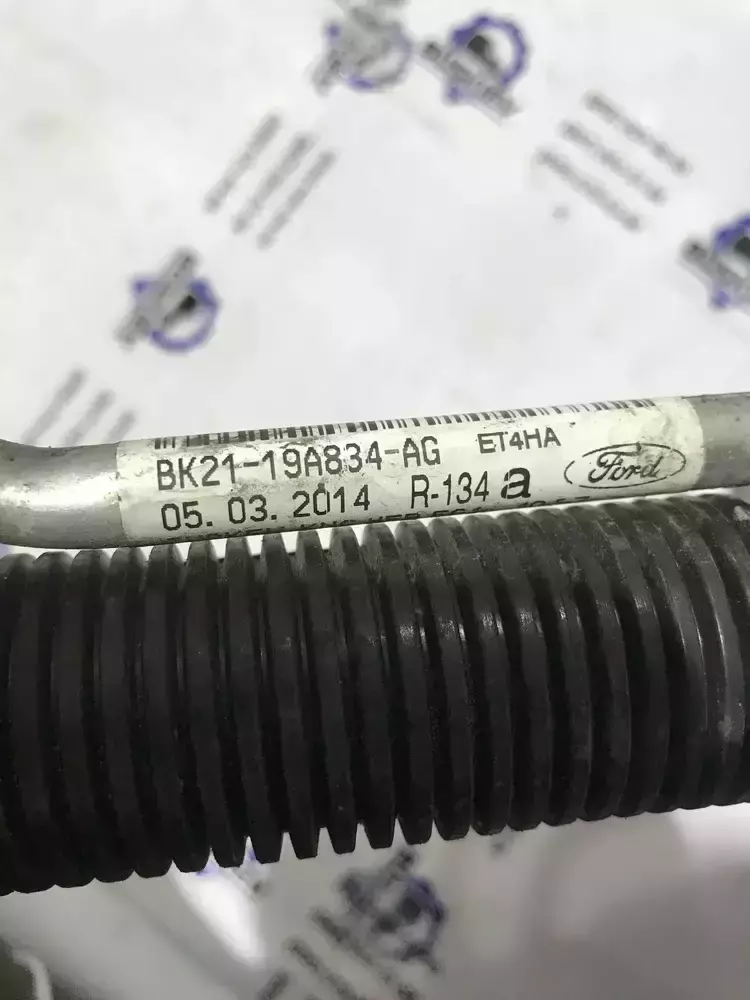 BK21-19A834-AG ET4HA
05. 03. 2014 R-134 a Ford